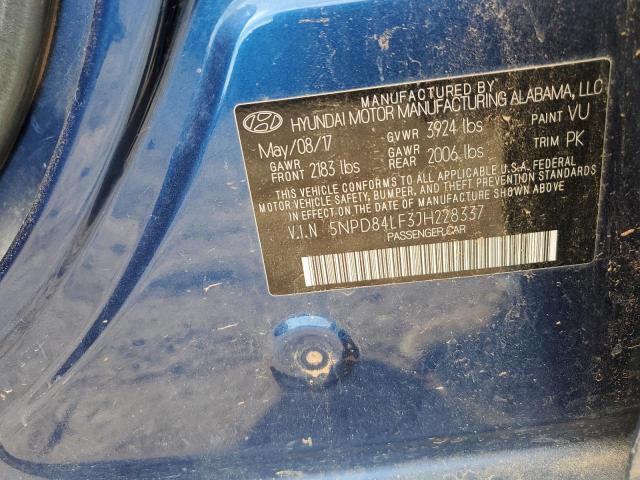 MANUFACTURED BY
HYUNDAI MOTOR MANUFACTURING ALABAMA, LLC
May/08/17 GVWR 3924 lbs PAINT VU
GAWR FRONT 2183 lbs GAWR REAR 2006 lbs TRIM PK
THIS VEHICLE CONFORMS TO ALL APPLICABLE U.S.A. FEDERAL
MOTOR VEHICLE SAFETY, BUMPER, AND THEFT PREVENTION STANDARDS
IN EFFECT ON THE DATE OF MANUFACTURE SHOWN ABOVE.
V.I.N 5NPD84LF3JH228337
PASSENGER CAR